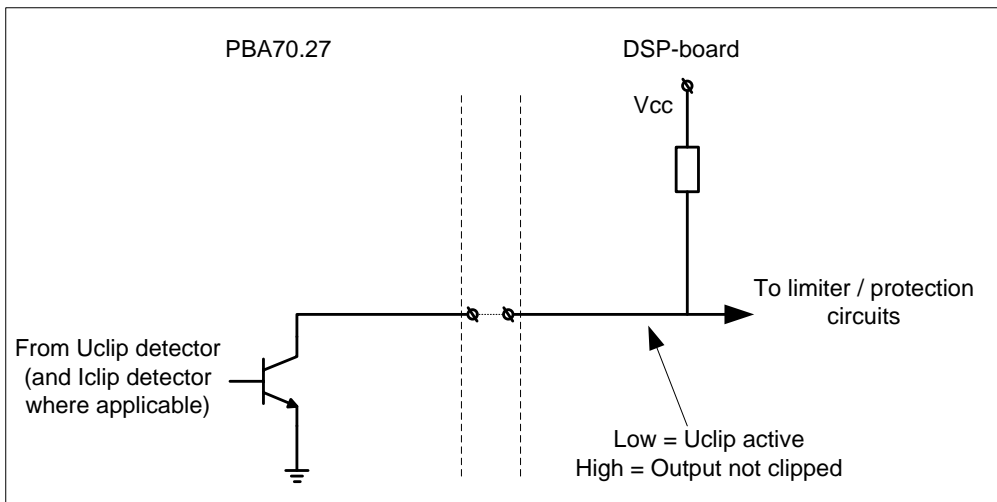 PBA70.27
DSP-board
Vcc
To limiter / protection
circuits
From Uclip detector
(and Iclip detector
where applicable)
Low = Uclip active
High = Output not clipped